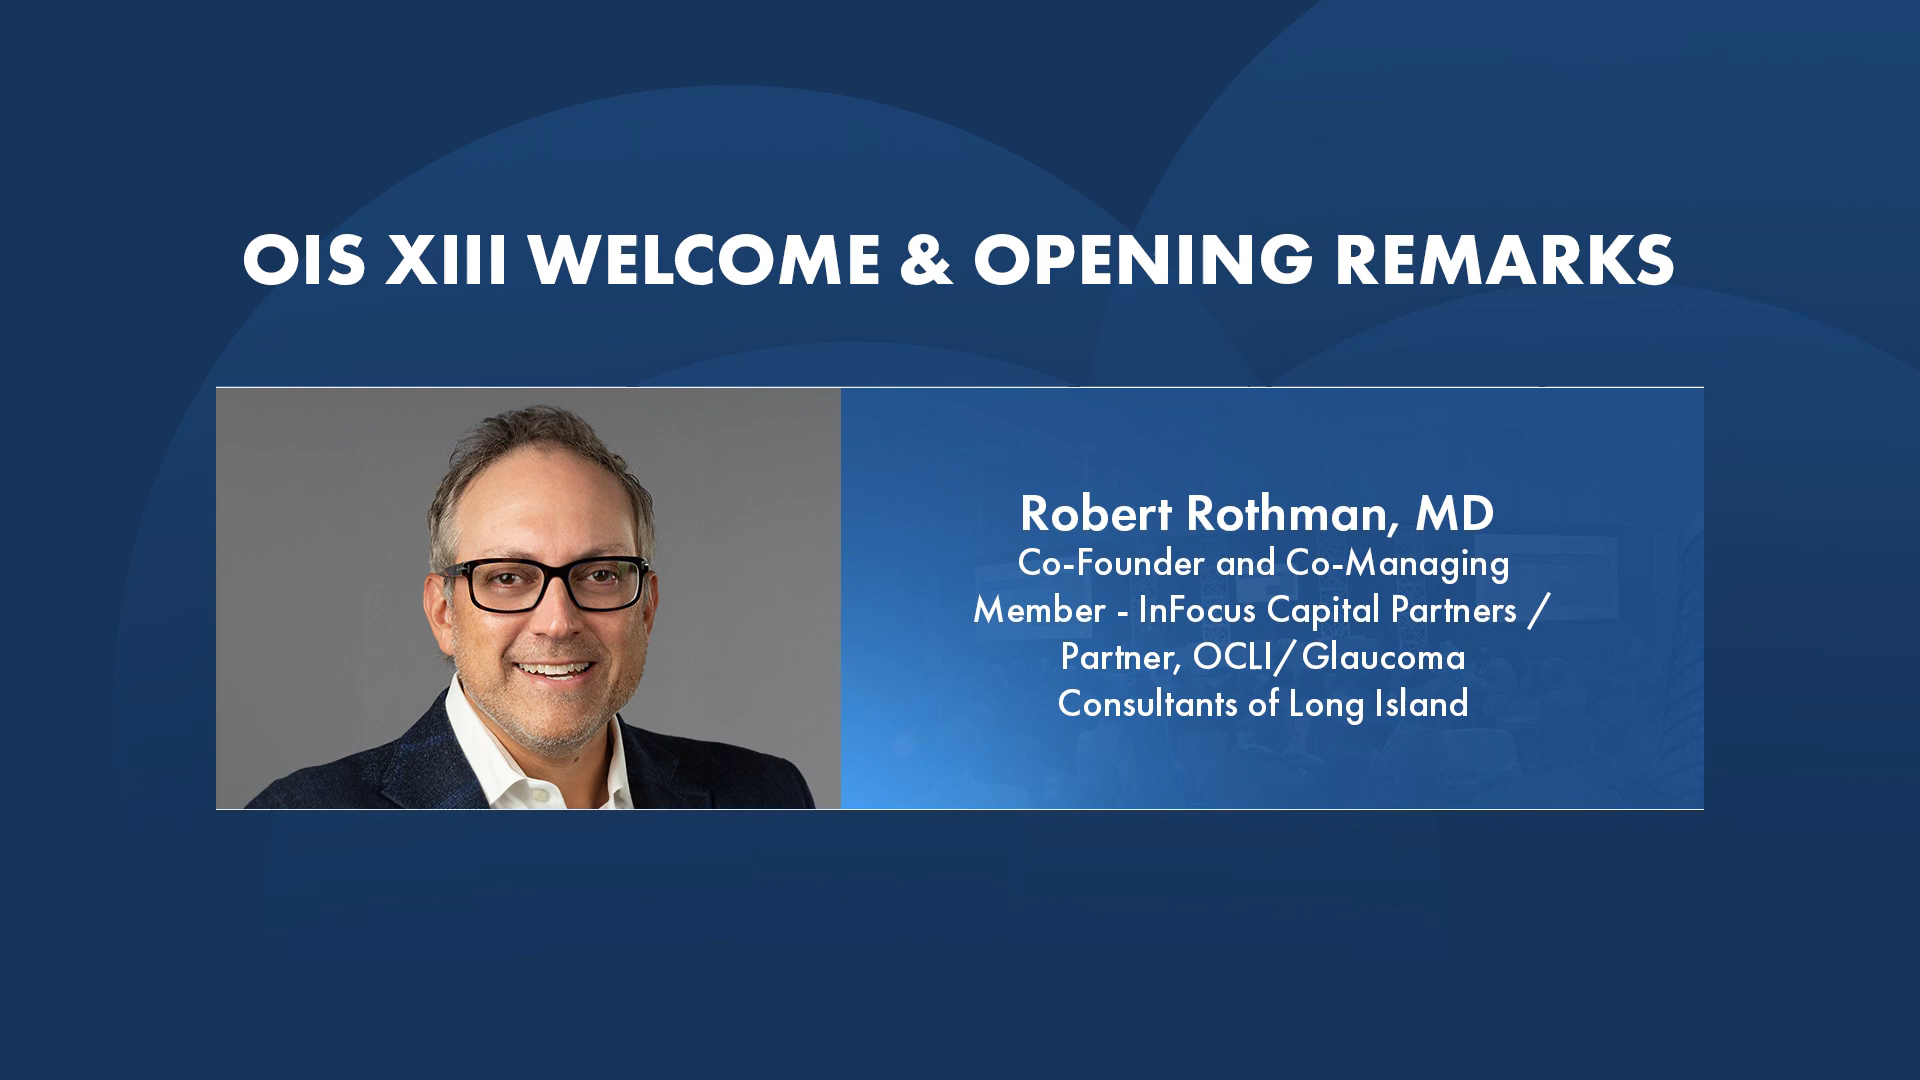 OIS XIII WELCOME & OPENING REMARKS
Robert Rothman, MD
Co-Founder and Co-Managing
Member - InFocus Capital Partners /
Partner, OCLI/Glaucoma
Consultants of Long Island